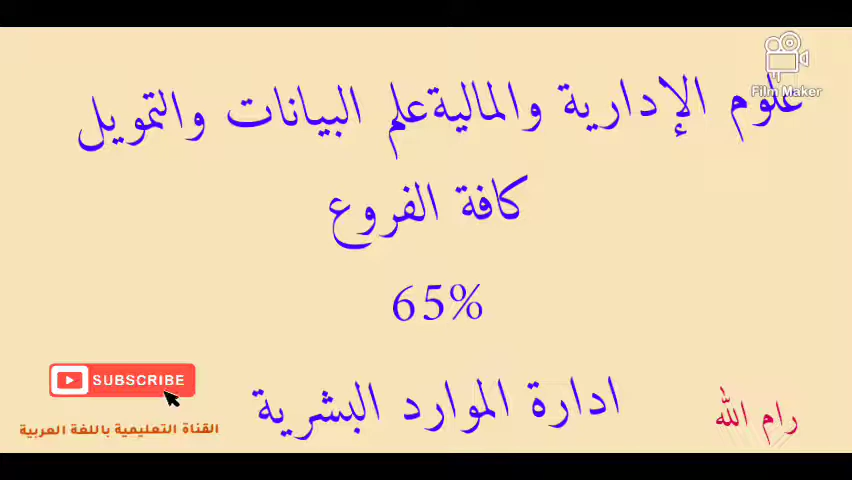 Film Maker
علوم الإدارية والماليةعلم البيانات والتمويل
كافة الفروع
65%
ادارة الموارد البشرية
رام الله
SUBSCRIBE
القناة التعليمية باللغة العربية